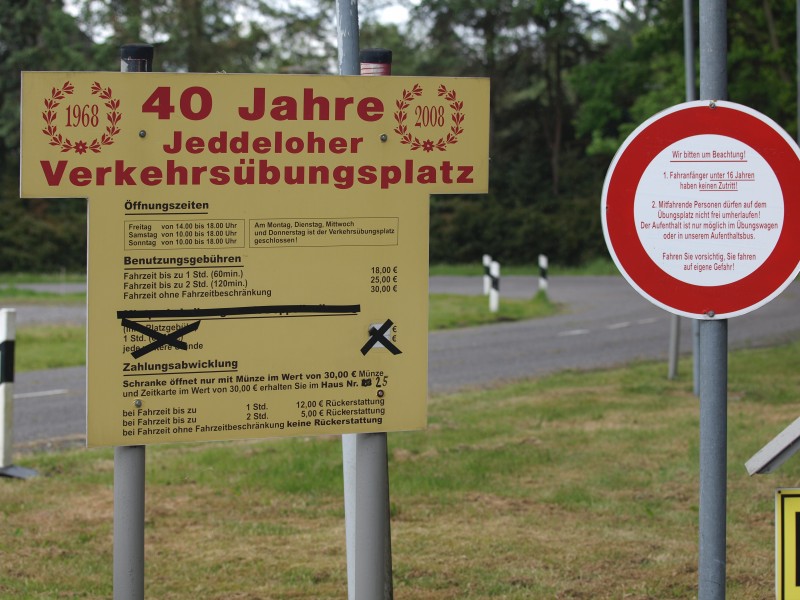 1968
40 Jahre
2008
Jeddeloher
Verkehrsübungsplatz
Öffnungszeiten
Freitag von 14.00 bis 18.00 Uhr
Samstag von 10.00 bis 18.00 Uhr
Sonntag von 10.00 bis 18.00 Uhr
Am Montag, Dienstag, Mittwoch
und Donnerstag ist der Verkehrsübungsplatz
geschlossen!
Benutzungsgebühren
Fahrzeit bis zu 1 Std. (60min.) 18,00 €
Fahrzeit bis zu 2 Std. (120min.) 25,00 €
Fahrzeit ohne Fahrzeitbeschränkung 30,00 €
Platzgebühr
1 Std. €
jede Stunde €
Zahlungsabwicklung
Schranke öffnet nur mit Münze im Wert von 30,00 € Münze
und Zeitkarte im Wert von 30,00 € erhalten Sie im Haus Nr. 25
bei Fahrzeit bis zu 1 Std. 12,00 € Rückerstattung
bei Fahrzeit bis zu 2 Std. 5,00 € Rückerstattung
bei Fahrzeit ohne Fahrzeitbeschränkung keine Rückerstattung
Wir bitten um Beachtung!
1. Fahranfänger unter 16 Jahren
haben keinen Zutritt!
2. Mitfahrende Personen dürfen auf dem
Übungsplatz nicht frei umherlaufen!
Der Aufenthalt ist nur möglich im Übungswagen
oder in unserem Aufenthaltsbus.
Fahren Sie vorsichtig, Sie fahren
auf eigene Gefahr!